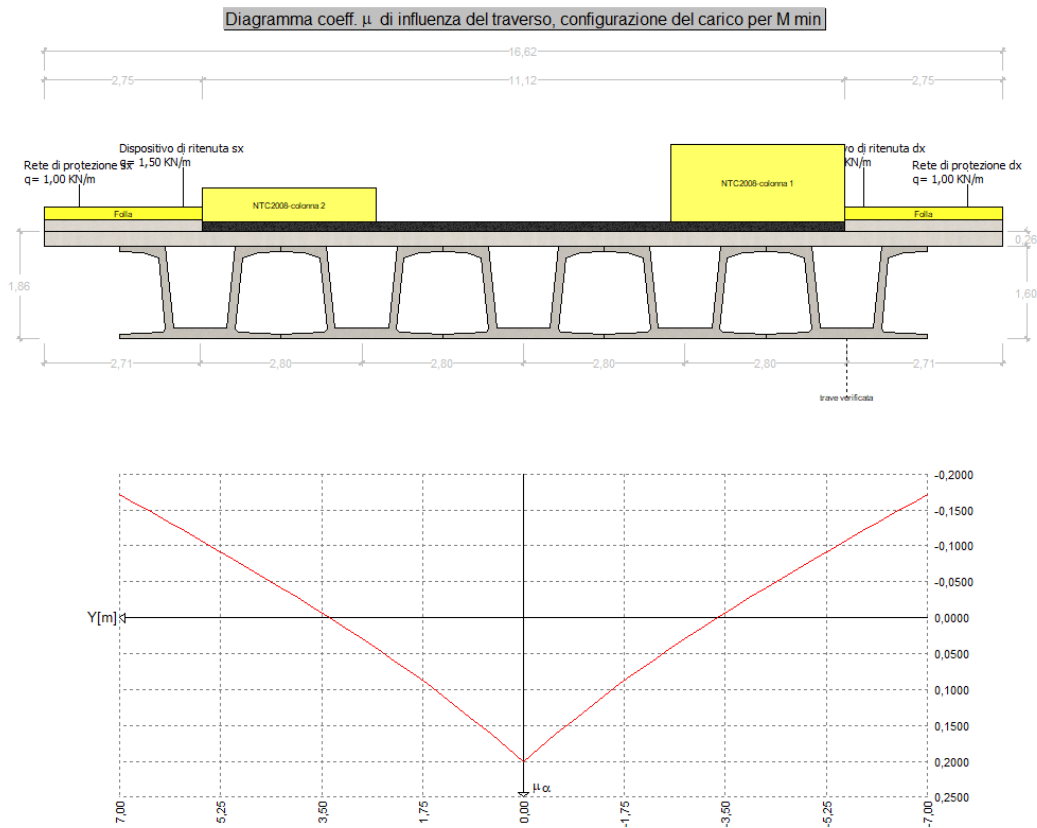 Diagramma coeff. μ di influenza del traverso, configurazione del carico per M min
16,62
2,75 11,12 2,75
Dispositivo di ritenuta sx
q= 1,50 KN/m
Rete di protezione sx
q= 1,00 KN/m
vo di ritenuta dx
KN/m
Rete di protezione dx
q= 1,00 KN/m
NTC2008-colonna 1
NTC2008-colonna 2
Folla
Folla
0,26
1,86
1,60
2,71 2,80 2,80 2,80 2,80 2,71
trave verificata
-0,2000
-0,1500
-0,1000
-0,0500
Y[m] 0,0000
0,0500
0,1000
0,1500
0,2000
μα 0,2500
7,00 5,25 3,50 1,75 0,00 -1,75 -3,50 -5,25 -7,00